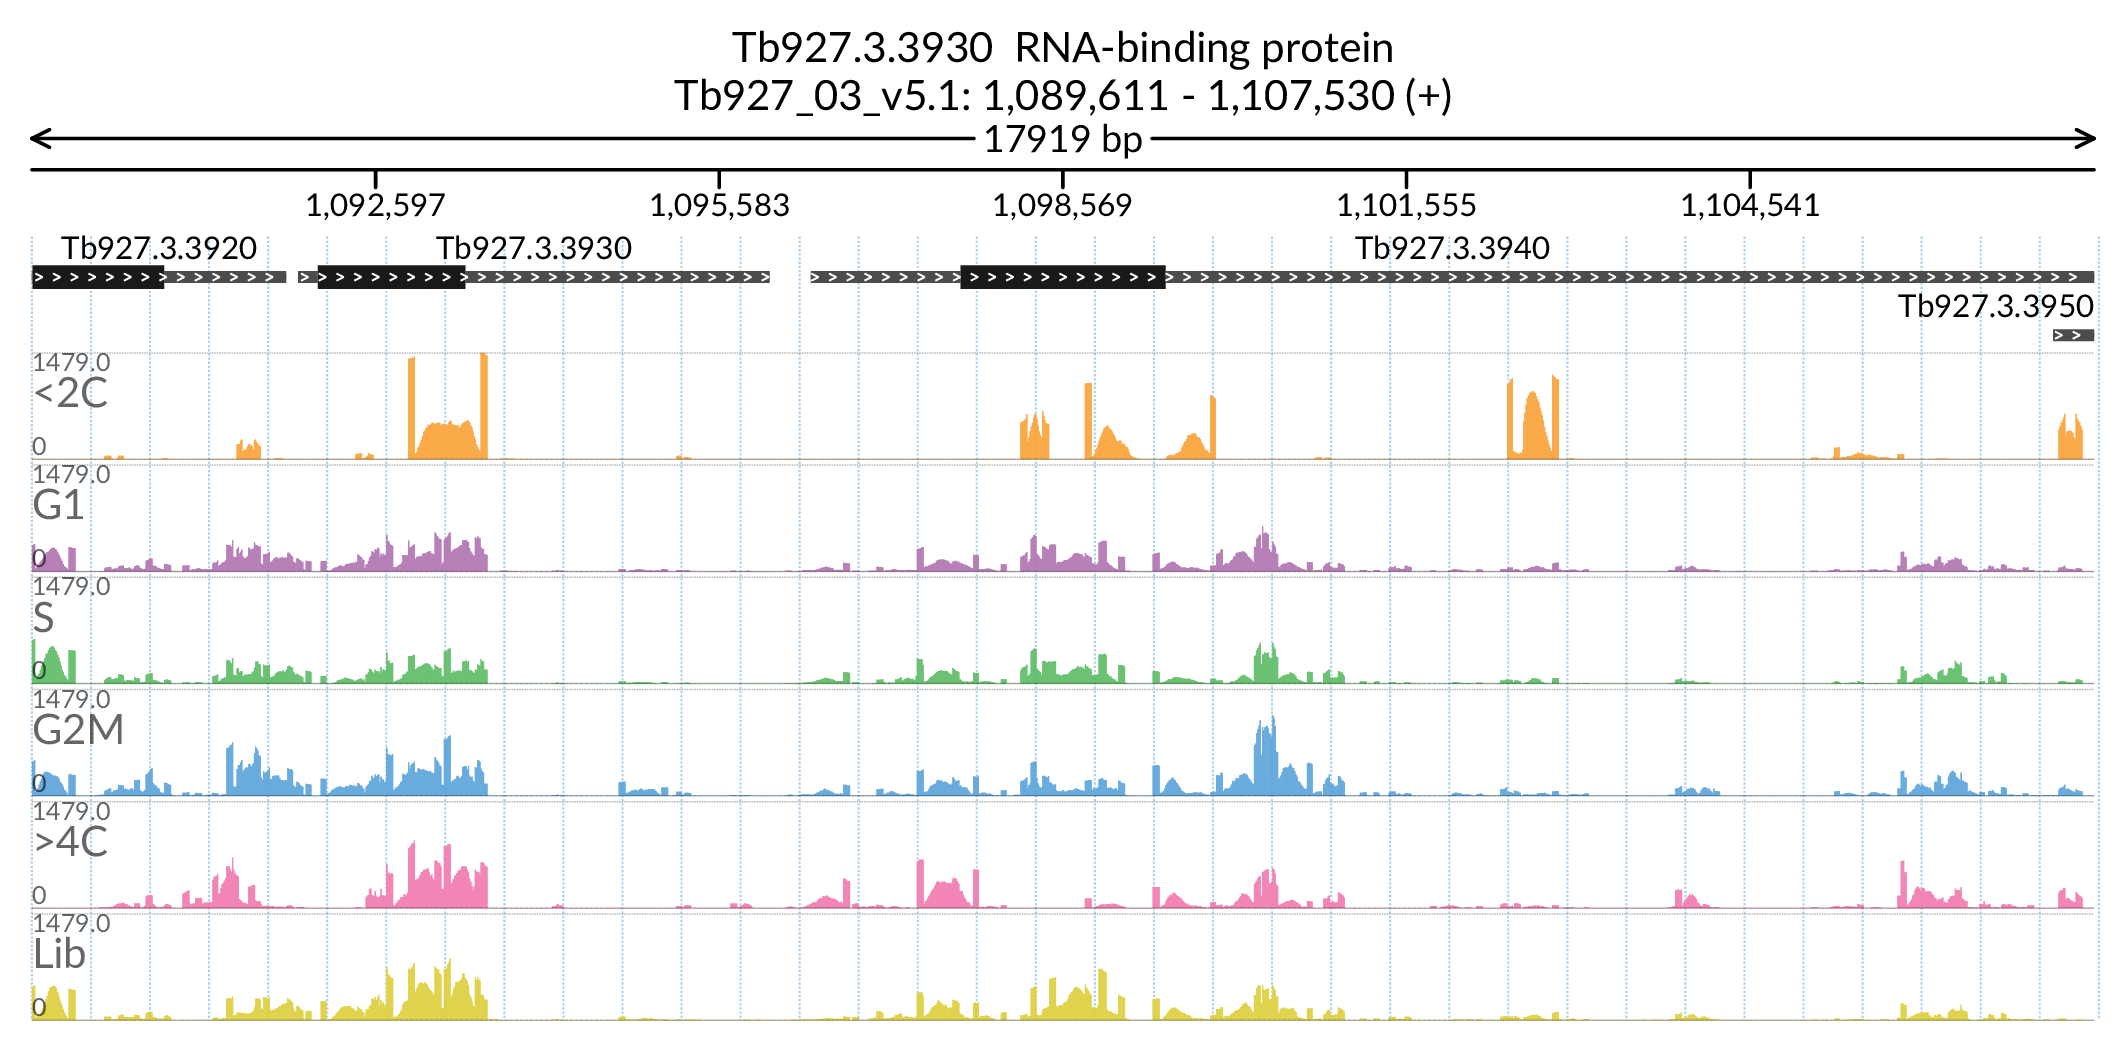 Tb927.3.3930  RNA-binding protein
Tb927_03_v5.1: 1,089,611 - 1,107,530 (+)
17919 bp
1,092,597 1,095,583 1,098,569 1,101,555 1,104,541
Tb927.3.3920 Tb927.3.3930 Tb927.3.3940
Tb927.3.3950
1479.0
<2C
0
1479.0
G1
0
1479.0
S
0
1479.0
G2M
0
1479.0
>4C
0
1479.0
Lib
0